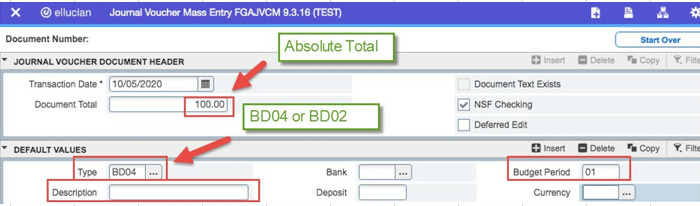 ellucian Journal Voucher Mass Entry FGAJVCM 9.3.16 (TEST)
Document Number:
Start Over
Absolute Total
JOURNAL VOUCHER DOCUMENT HEADER Insert Delete Copy Filte
Transaction Date * 10/05/2020 Document Text Exists
Document Total 100.00 NSF Checking
BD04 or BD02
Deferred Edit
DEFAULT VALUES Insert Delete Copy Filte
Type BD04 ... Bank ... Budget Period 01
Description Deposit Currency ...